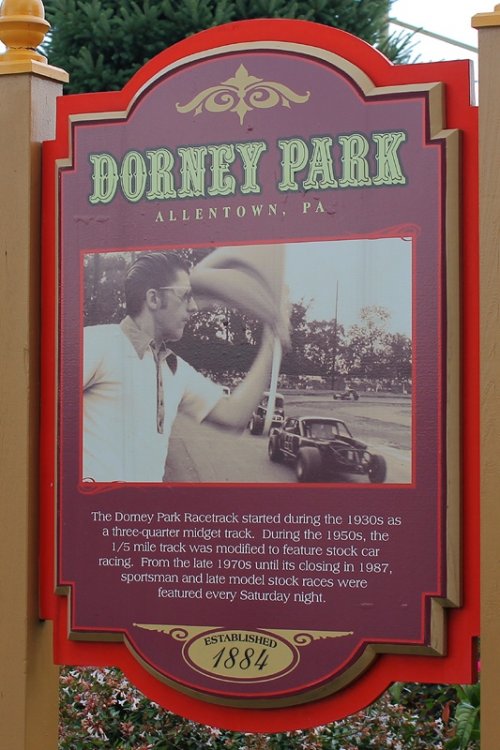 DORNEY PARK
ALLENTOWN, PA
The Dorney Park Racetrack started during the 1930s as
a three-quarter midget track. During the 1950s, the
1/5 mile track was modified to feature stock car
racing. From the late 1970s until its closing in 1987,
sportsman and late model stock races were
featured every Saturday night.
ESTABLISHED
1884